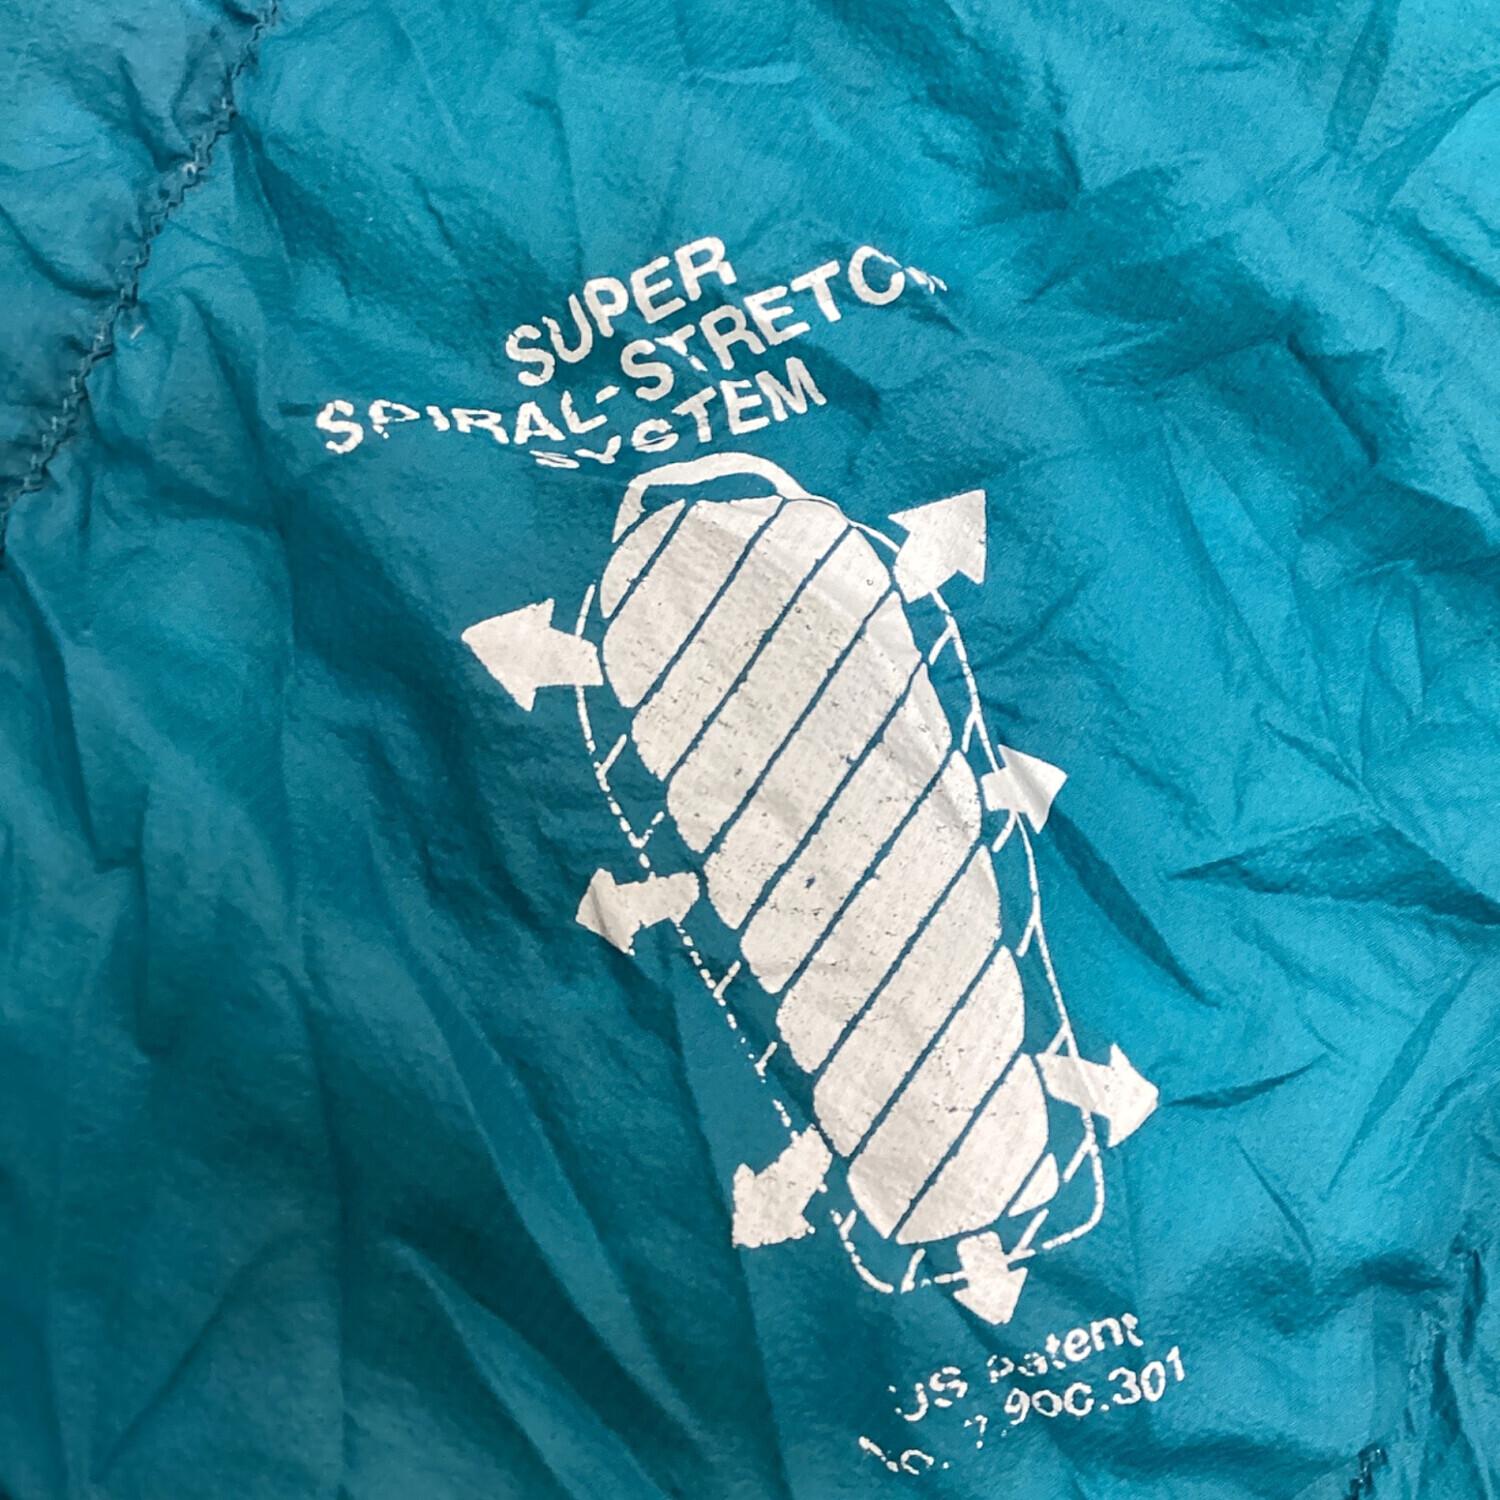 SUPER
SPIRAL-STRETCH
SYSTEM
US Patent
No. 7.900.301